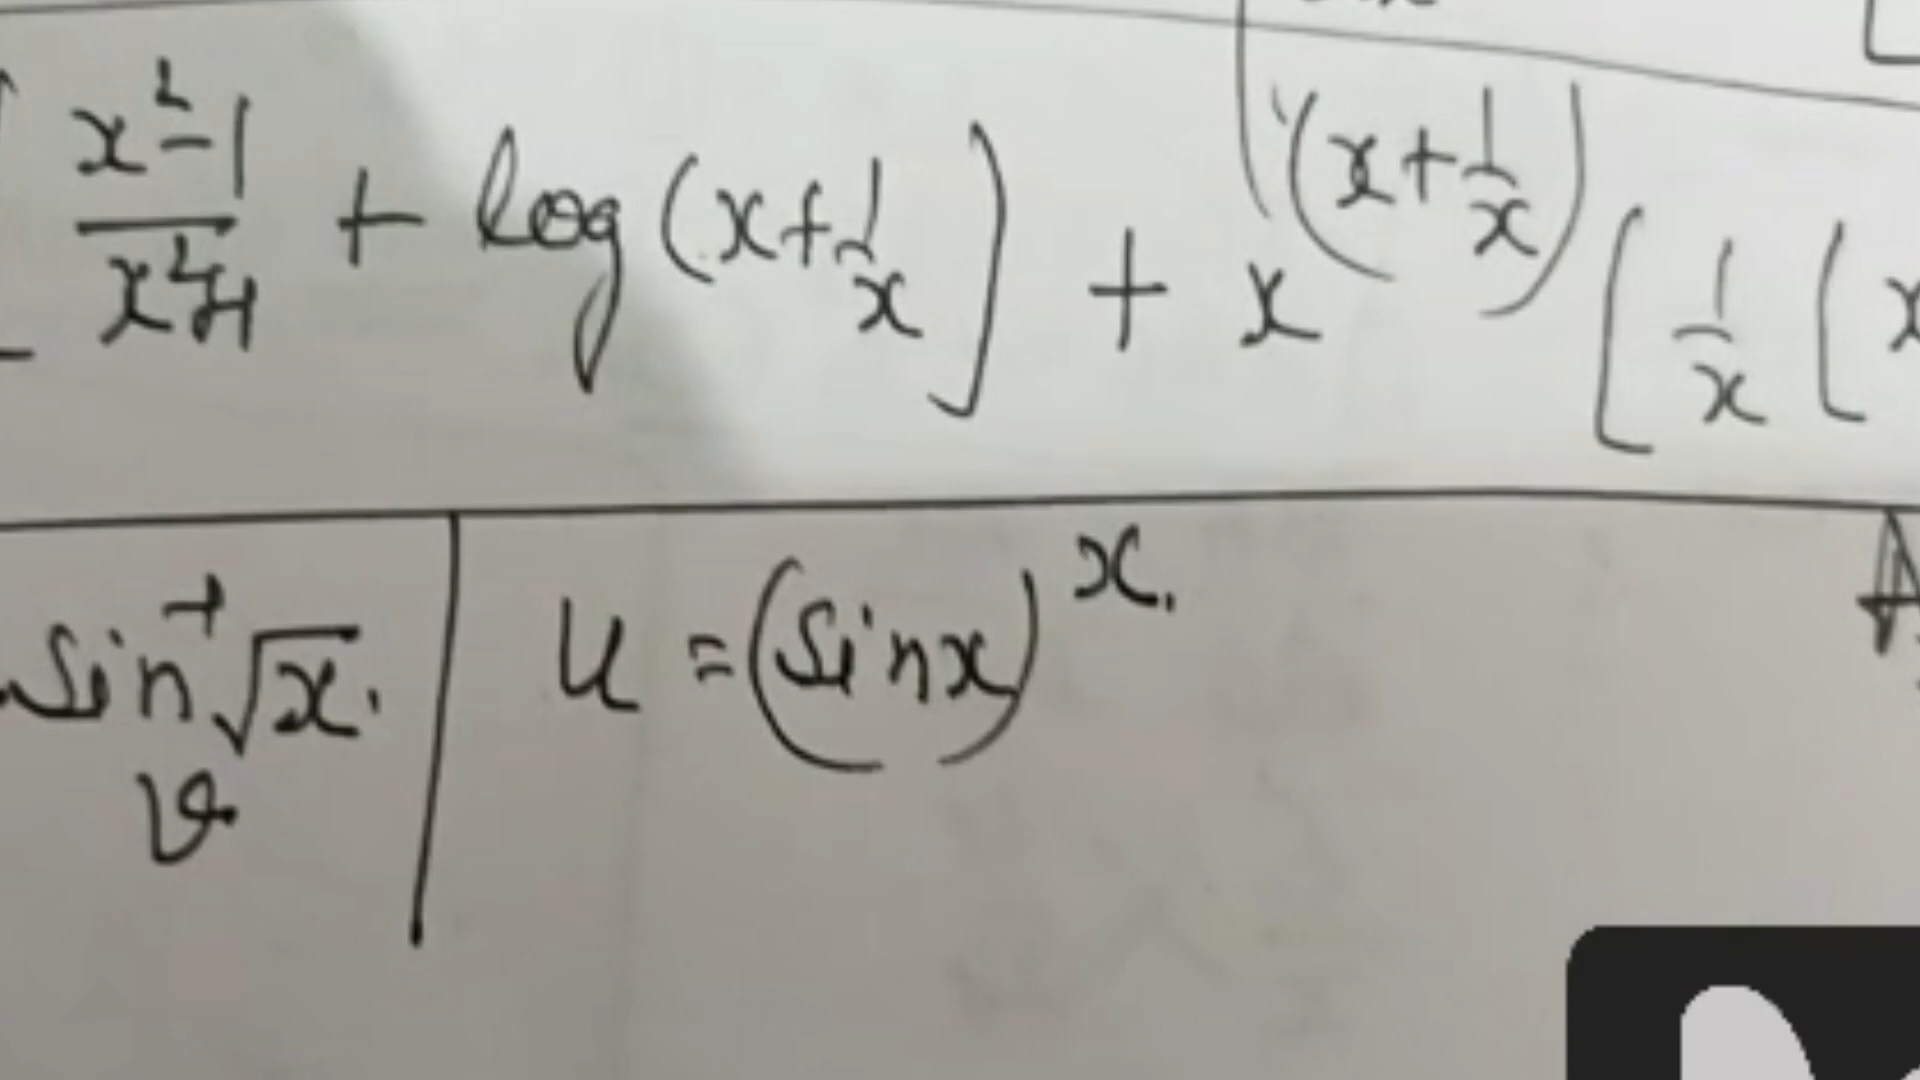 [ x²-1 / x²+1 + log(x+1/x) ] + x^(x+1/x) [ 1/x (x
sin⁻¹√x. | u = (sinx)^x.
v